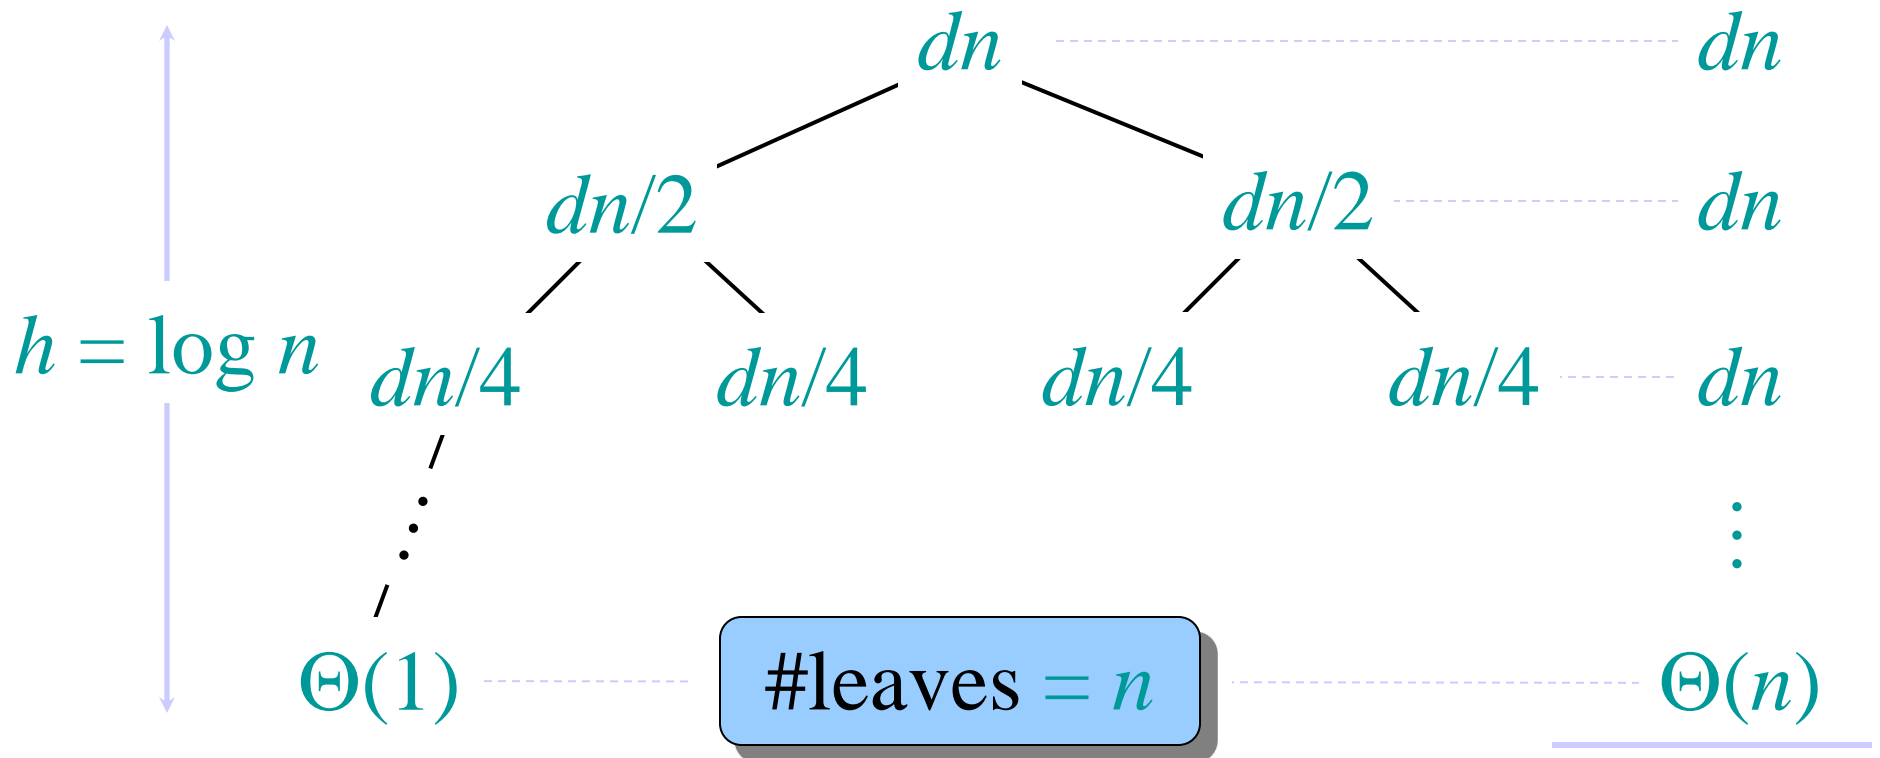 dn dn
dn/2 dn/2 dn
h = log n dn/4 dn/4 dn/4 dn/4 dn
Θ(1) #leaves = n Θ(n)